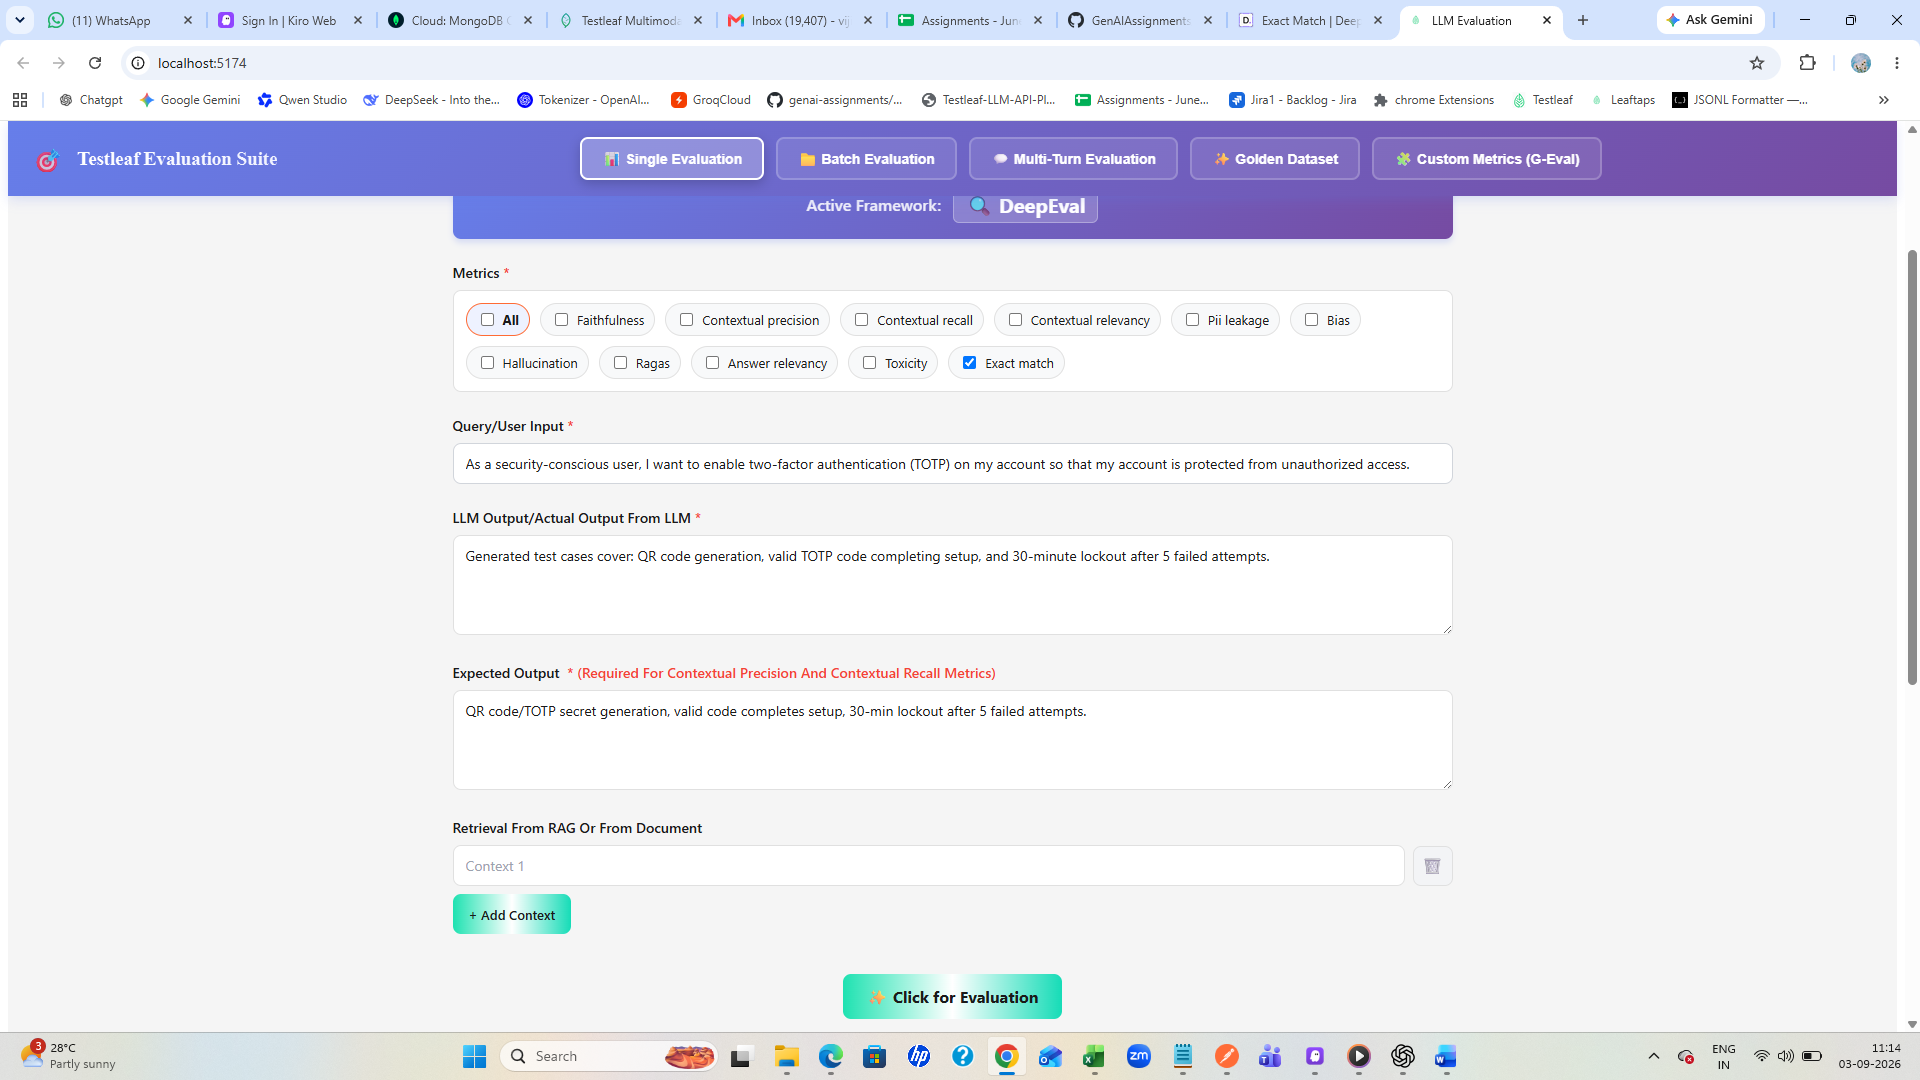 (11) WhatsApp
Sign In | Kiro Web
Cloud: MongoDB
Testleaf Multimoda
Inbox (19,407) - vij
Assignments - June
GenAIAssignments
Exact Match | Deep
LLM Evaluation
Ask Gemini
localhost:5174
Chatgpt
Google Gemini
Qwen Studio
DeepSeek - Into the...
Tokenizer - OpenAI...
GroqCloud
genai-assignments/...
Testleaf-LLM-API-Pl...
Assignments - June...
Jira1 - Backlog - Jira
chrome Extensions
Testleaf
Leaftaps
JSONL Formatter —...
Testleaf Evaluation Suite
Single Evaluation
Batch Evaluation
Multi-Turn Evaluation
Golden Dataset
Custom Metrics (G-Eval)
Active Framework: DeepEval
Metrics *
All Faithfulness Contextual precision Contextual recall Contextual relevancy Pii leakage Bias
Hallucination Ragas Answer relevancy Toxicity Exact match
Query/User Input *
As a security-conscious user, I want to enable two-factor authentication (TOTP) on my account so that my account is protected from unauthorized access.
LLM Output/Actual Output From LLM *
Generated test cases cover: QR code generation, valid TOTP code completing setup, and 30-minute lockout after 5 failed attempts.
Expected Output * (Required For Contextual Precision And Contextual Recall Metrics)
QR code/TOTP secret generation, valid code completes setup, 30-min lockout after 5 failed attempts.
Retrieval From RAG Or From Document
Context 1
+ Add Context
Click for Evaluation
3
28°C
Partly sunny
Search
hp
zm
ENG
IN
11:14
03-09-2026